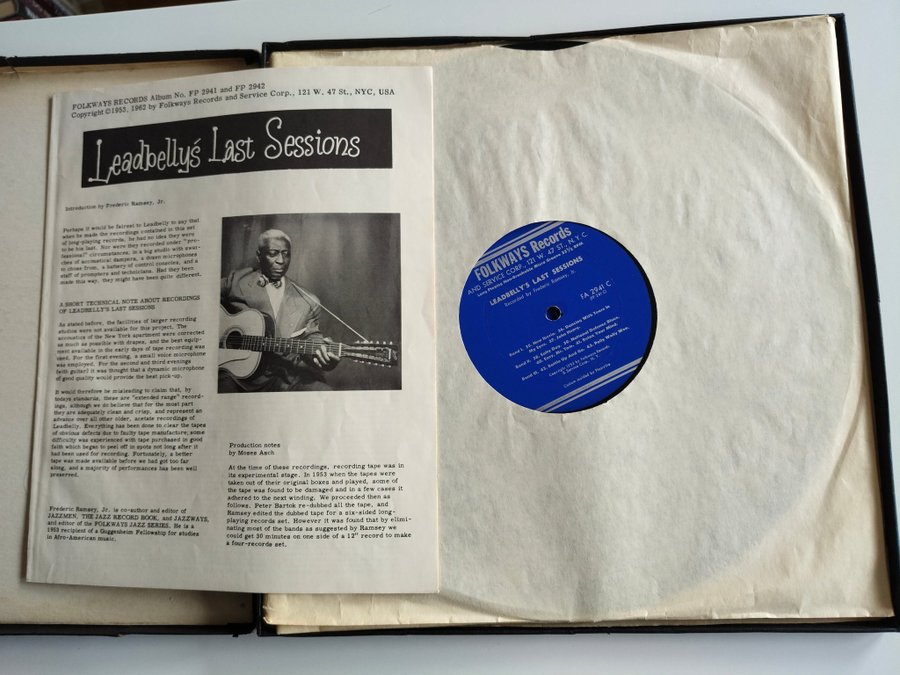 FOLKWAYS RECORDS Album No. FP 2941 and FP 2942
Copyright ©1953, 1962 by Folkways Records and Service Corp., 121 W. 47 St., NYC, USA
Leadbelly's Last Sessions
Introduction by Frederic Ramsey, Jr.
Perhaps it would be fairest to Leadbelly to say that
when he made the recordings contained in this set
of long-playing records, he had no idea they were
to be his last. Nor were they recorded under "pro-
fessional" circumstances, in a big studio with swat-
ches of acoustical dampers, a dozen microphones
to chose from, a battery of control consoles, and a
staff of prompters and technicians. Had they been
made this way, they might have been quite different.
A SHORT TECHNICAL NOTE ABOUT RECORDINGS
OF LEADBELLY'S LAST SESSIONS
As stated before, the facilities of larger recording
studios were not available for this project. The
acoustics of the New York apartment were corrected
as much as possible with drapes, and the best equip-
ment available in the early days of tape recording was
used. For the first evening, a small voice microphone
was employed. For the second and third evenings
(with guitar) it was thought that a dynamic microphone
of good quality would provide the best pick-up.
It would therefore be misleading to claim that, by
todays standards, these are "extended range" record-
ings, although we do believe that for the most part
they are adequately clean and crisp, and represent an
advance over all other older, acetate recordings of
Leadbelly. Everything has been done to clear the tapes
of obvious defects due to faulty tape manufacture; some
difficulty was experienced with tape purchased in good
faith which began to peel off in spots not long after it
had been used for recording. Fortunately, a better
tape was made available before we had got too far
along, and a majority of performances has been well
preserved.
Frederic Ramsey, Jr. is co-author and editor of
JAZZMEN, THE JAZZ RECORD BOOK, and JAZZWAYS,
and editor of the FOLKWAYS JAZZ SERIES. He is a
1953 recipient of a Guggenheim Fellowship for studies
in Afro-American music.
Production notes
by Moses Asch
At the time of these recordings, recording tape was in
its experimental stage. In 1953 when the tapes were
taken out of their original boxes and played, some of
the tape was found to be damaged and in a few cases it
adhered to the next winding. We proceeded then as
follows. Peter Bartok re-dubbed all the tape, and
Ramsey edited the dubbed tape for a six-sided long-
playing records set. However it was found that by elimi-
nating most of the bands as suggested by Ramsey we
could get 30 minutes on one side of a 12" record to make
a four-records set.
FOLKWAYS Records
AND SERVICE CORP., 121 W. 47 ST., N.Y.C.
Long Playing Non-Breakable Micro Groove 33⅓ RPM
LEADBELLY'S LAST SESSIONS
Recorded by Frederic Ramsey, Jr.
FA 2941 C